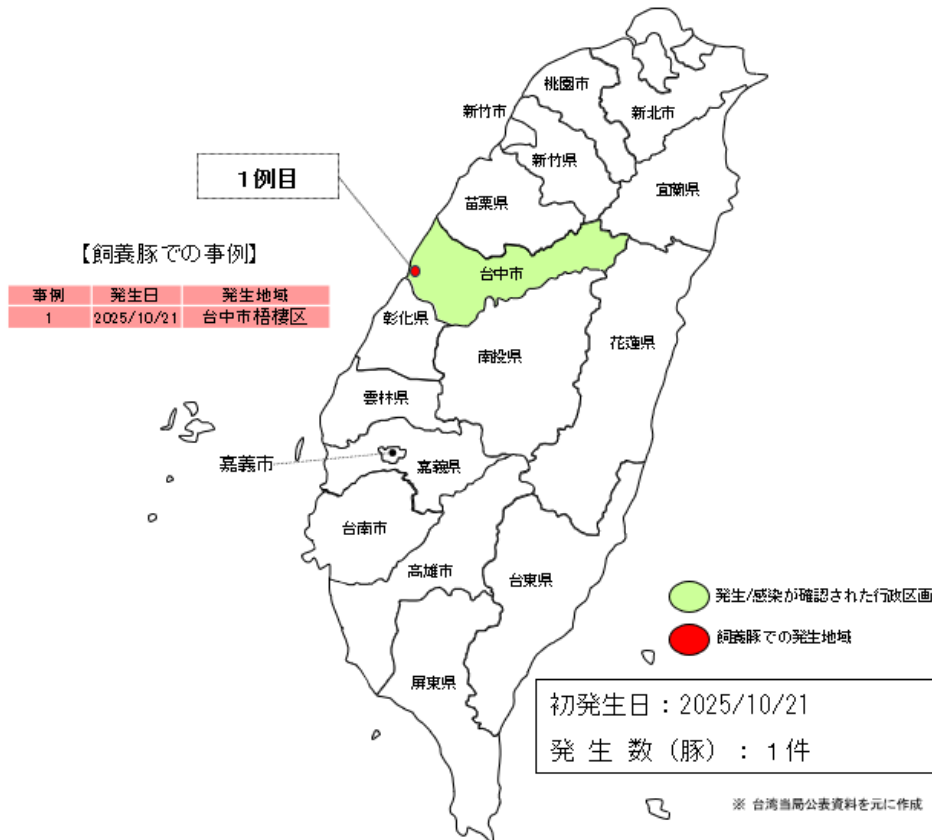 桃園市
新竹市
新北市
新竹県
1例目
苗栗県
宜蘭県
【飼養豚での事例】
台中市
事例 発生日 発生地域
1 2025/10/21 台中市梧棲区
彰化県
花蓮県
南投県
雲林県
嘉義市
嘉義県
台南市
高雄市
台東県
発生/感染が確認された行政区画
飼養豚での発生地域
屏東県
初発生日：2025/10/21
発生数（豚）：1件
※ 台湾当局公表資料を元に作成